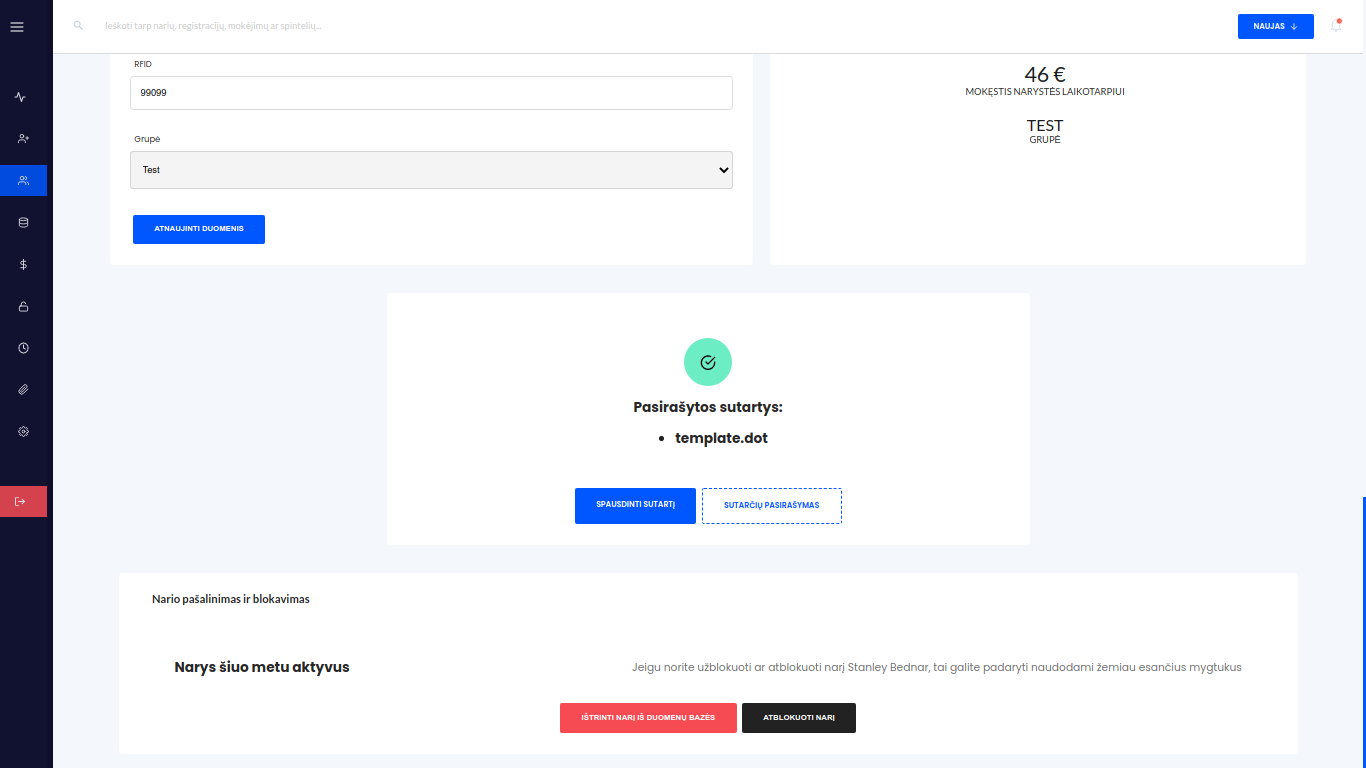 Ieškoti tarp narių, registracijų, mokėjimų ar spintelių...
NAUJAS
RFID
99099
Grupė
Test
ATNAUJINTI DUOMENIS
46 €
MOKĘSTIS NARYSTĖS LAIKOTARPIUI
TEST
GRUPĖ
Pasirašytos sutartys:
• template.dot
SPAUSDINTI SUTARTĮ
SUTARČIŲ PASIRAŠYMAS
Nario pašalinimas ir blokavimas
Narys šiuo metu aktyvus
Jeigu norite užblokuoti ar atblokuoti narį Stanley Bednar, tai galite padaryti naudodami žemiau esančius mygtukus
IŠTRINTI NARĮ IŠ DUOMENŲ BAZĖS
ATBLOKUOTI NARĮ